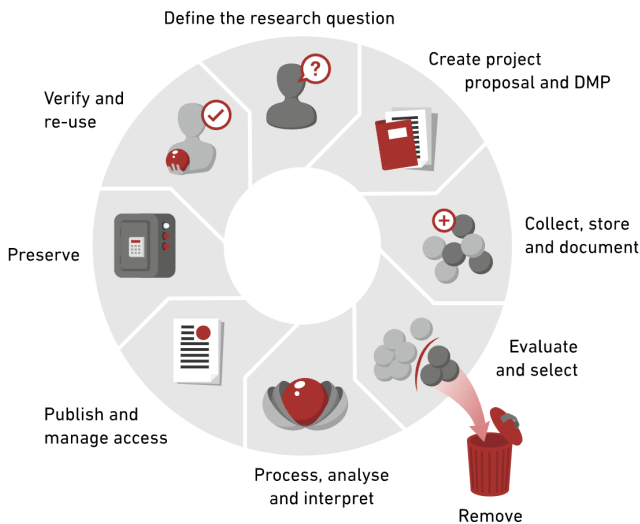 Define the research question
Create project
proposal and DMP
Collect, store
and document
Evaluate
and select
Remove
Process, analyse
and interpret
Publish and
manage access
Preserve
Verify and
re-use
?